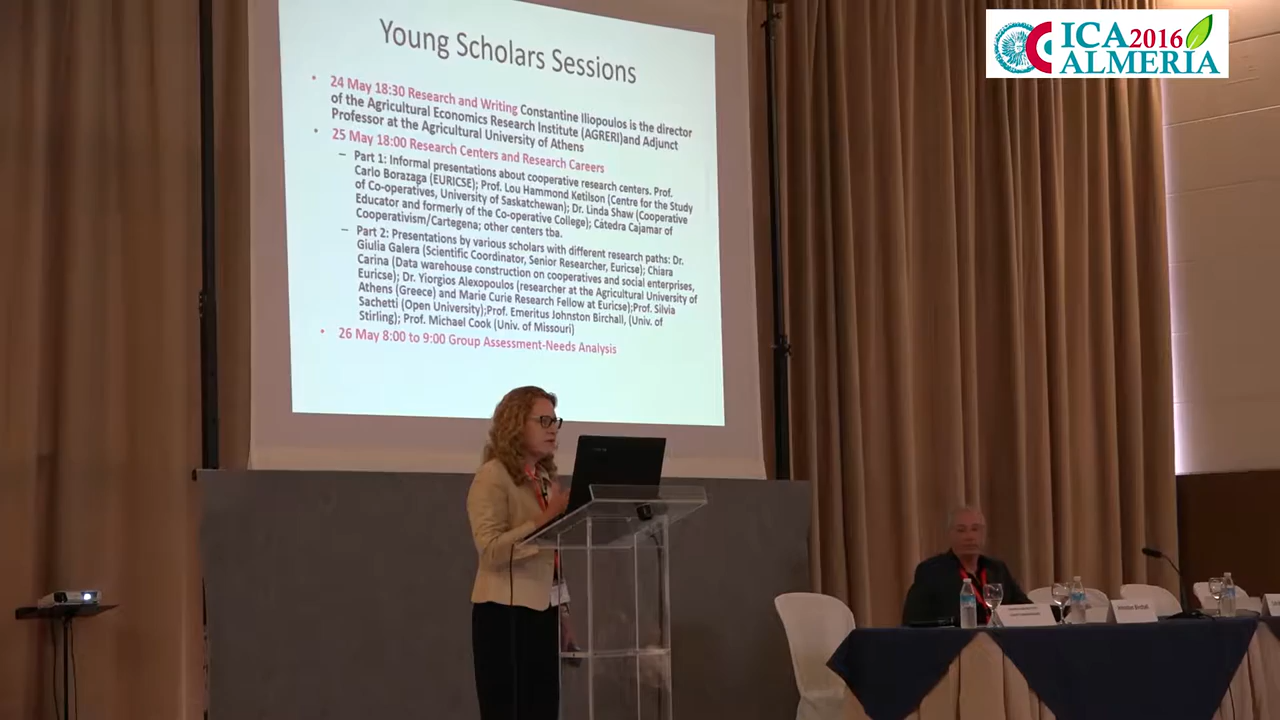 ICA 2016
ALMERIA
Young Scholars Sessions
• 24 May 18:30 Research and Writing Constantine Iliopoulos is the director
of the Agricultural Economics Research Institute (AGRERI)and Adjunct
Professor at the Agricultural University of Athens
• 25 May 18:00 Research Centers and Research Careers
– Part 1: Informal presentations about cooperative research centers. Prof.
Carlo Borazaga (EURICSE); Prof. Lou Hammond Ketilson (Centre for the Study
of Co-operatives, University of Saskatchewan); Dr. Linda Shaw (Cooperative
Educator and formerly of the Co-operative College); Cátedra Cajamar of
Cooperativism/Cartegena; other centers tba.
– Part 2: Presentations by various scholars with different research paths: Dr.
Giulia Galera (Scientific Coordinator, Senior Researcher, Euricse); Chiara
Carina (Data warehouse construction on cooperatives and social enterprises,
Euricse); Dr. Yiorgios Alexopoulos (researcher at the Agricultural University of
Athens (Greece) and Marie Curie Research Fellow at Euricse);Prof. Silvia
Sachetti (Open University);Prof. Emeritus Johnston Birchall, (Univ. of
Stirling); Prof. Michael Cook (Univ. of Missouri)
• 26 May 8:00 to 9:00 Group Assessment-Needs Analysis